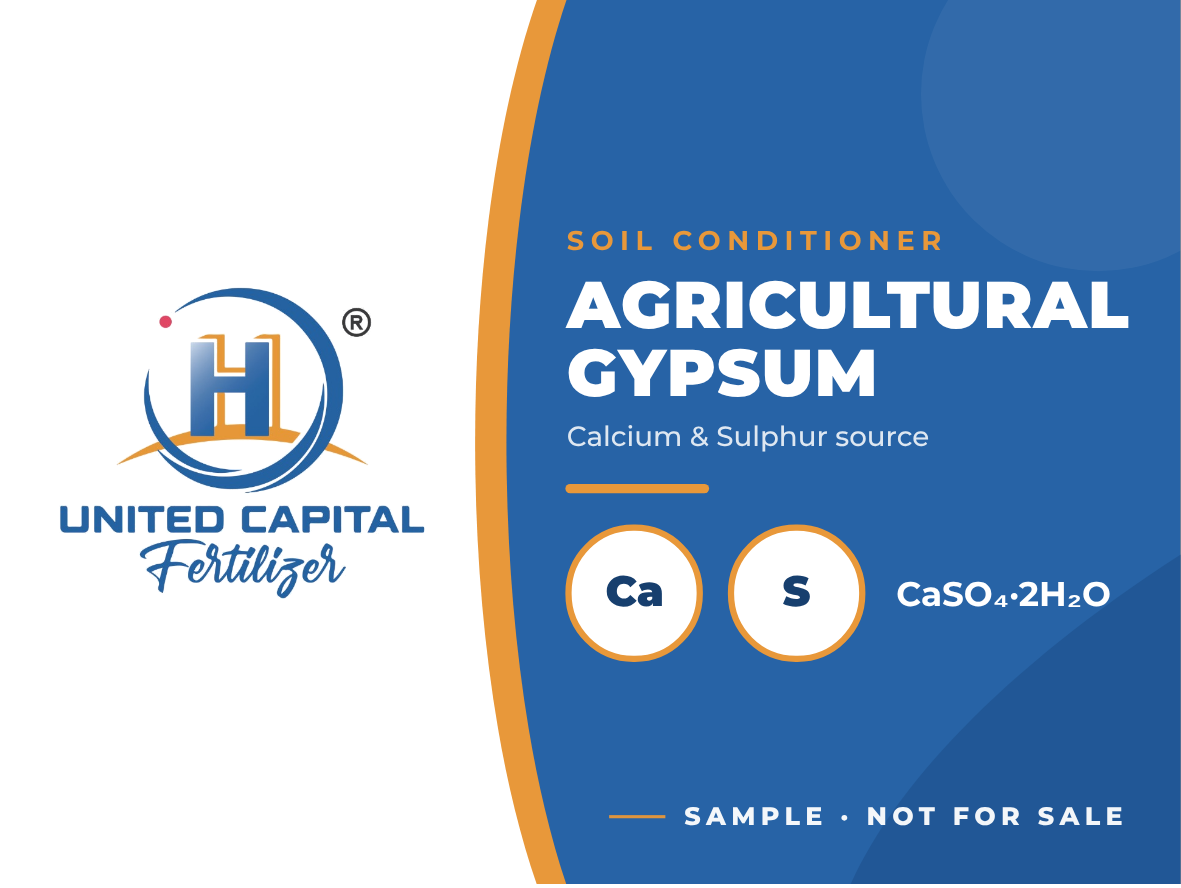 H
®
UNITED CAPITAL
Fertilizer
SOIL CONDITIONER
AGRICULTURAL
GYPSUM
Calcium & Sulphur source
Ca
S
CaSO₄·2H₂O
SAMPLE · NOT FOR SALE